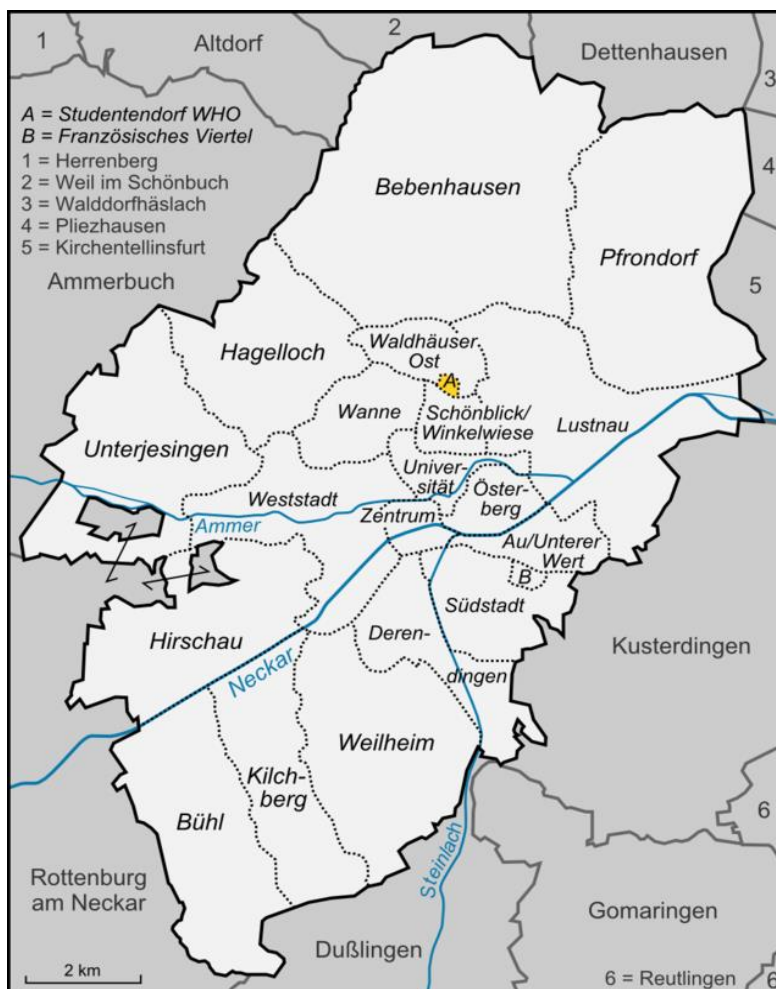 1
Altdorf
2
Dettenhausen
3
A = Studentendorf WHO
B = Französisches Viertel
1 = Herrenberg
2 = Weil im Schönbuch
3 = Walddorfhäslach
4 = Pliezhausen
5 = Kirchentellinsfurt
Ammerbuch
4
Bebenhausen
Pfrondorf
5
Hagelloch
Waldhäuser
Ost
A
Wanne
Schönblick/
Winkelwiese
Lustnau
Unterjesingen
Univer-
sität
Weststadt
Öster-
berg
Ammer
Zentrum
Au/Unterer
Wert
B
Südstadt
Hirschau
Deren-
dingen
Kusterdingen
Neckar
Weilheim
Kilch-
berg
Bühl
6
Steinlach
Rottenburg
am Neckar
Gomaringen
Dußlingen
2 km
6 = Reutlingen
6